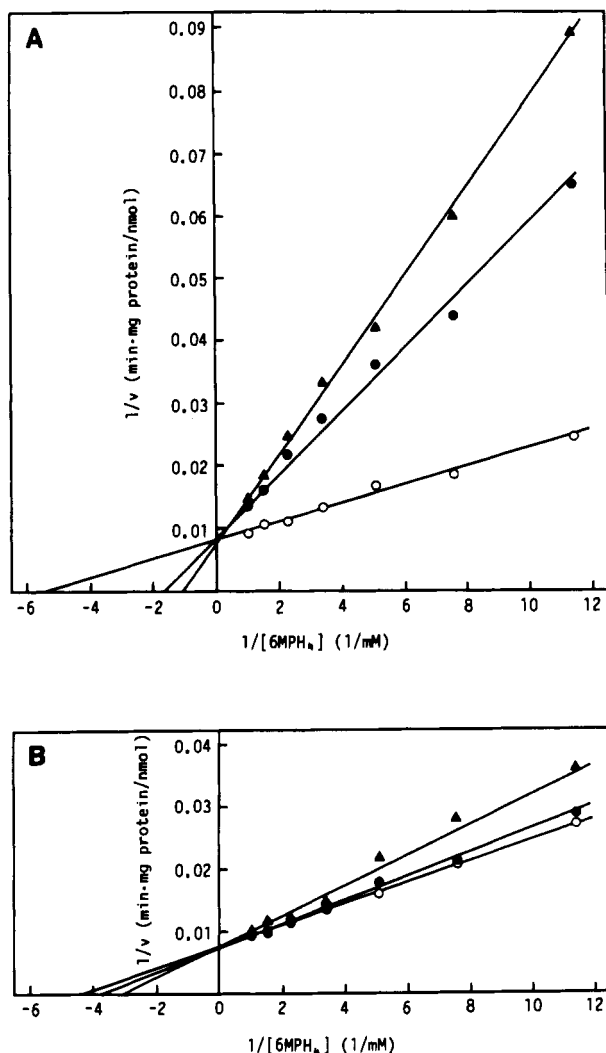 A
0.09
0.08
0.07
0.06
0.05
0.04
0.03
0.02
0.01
1/v (min·mg protein/nmol)
-6 -4 -2 0 2 4 6 8 10 12
1/[6MPH₄] (1/mM)
B
0.04
0.03
0.02
0.01
1/v (min·mg protein/nmol)
-6 -4 -2 0 2 4 6 8 10 12
1/[6MPH₄] (1/mM)